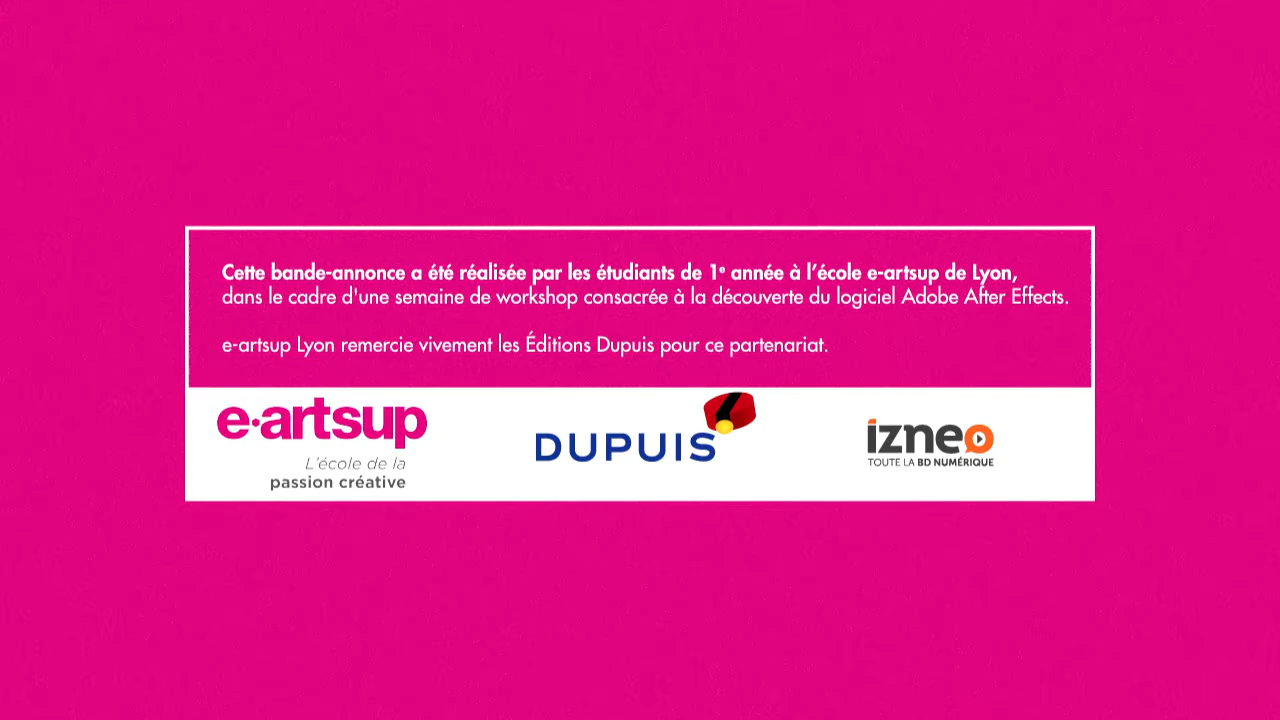 Cette bande-annonce a été réalisée par les étudiants de 1e année à l’école e-artsup de Lyon,
dans le cadre d'une semaine de workshop consacrée à la découverte du logiciel Adobe After Effects.
e-artsup Lyon remercie vivement les Éditions Dupuis pour ce partenariat.
e·artsup
L’école de la
passion créative
DUPUIS
izneo
TOUTE LA BD NUMÉRIQUE